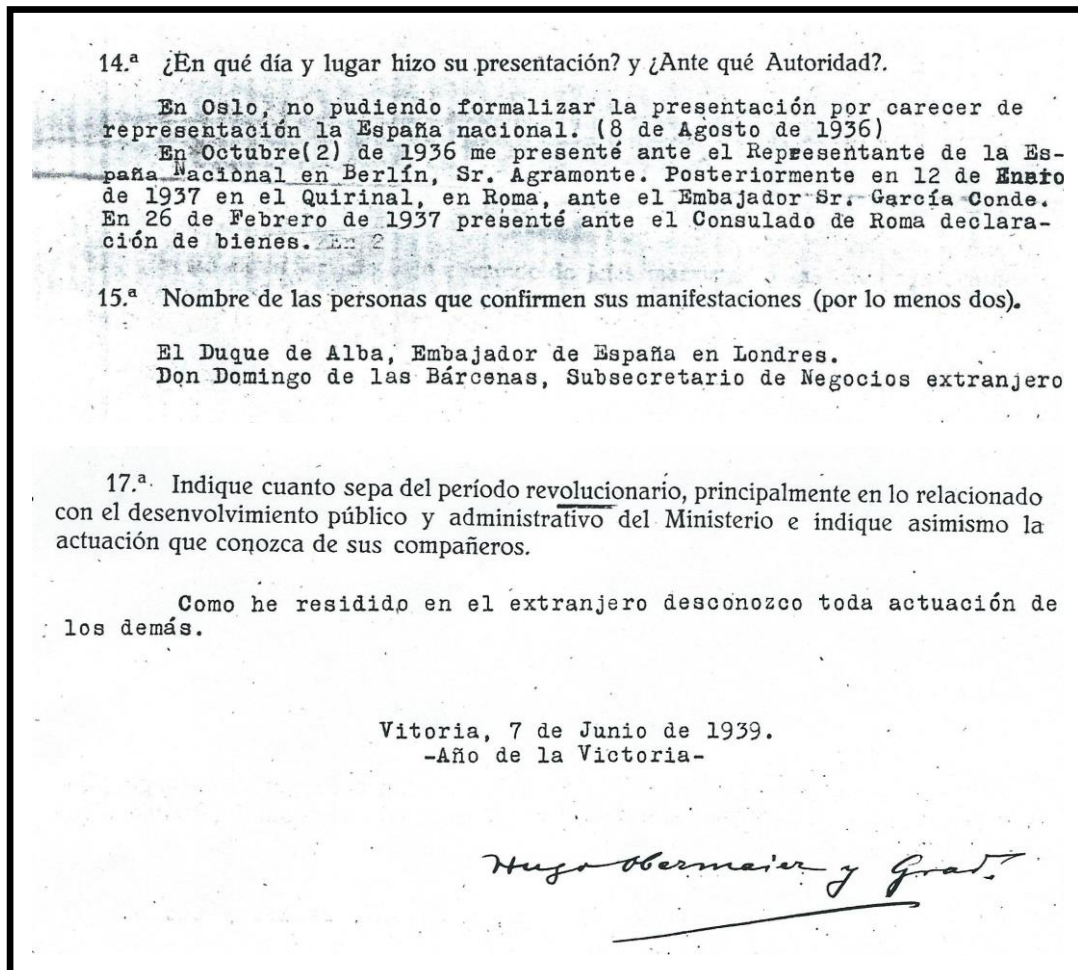 14.ª ¿En qué día y lugar hizo su presentación? y ¿Ante qué Autoridad?.
En Oslo, no pudiendo formalizar la presentación por carecer de
representación la España nacional. (8 de Agosto de 1936)
En Octubre(2) de 1936 me presenté ante el Representante de la Es-
paña Nacional en Berlín, Sr. Agramonte. Posteriormente en 12 de Enero
de 1937 en el Quirinal, en Roma, ante el Embajador Sr. García Conde.
En 26 de Febrero de 1937 presenté ante el Consulado de Roma declara-
ción de bienes. En 2
15.ª Nombre de las personas que confirmen sus manifestaciones (por lo menos dos).
El Duque de Alba, Embajador de España en Londres.
Don Domingo de las Bárcenas, Subsecretario de Negocios extranjero
17.ª Indique cuanto sepa del período revolucionario, principalmente en lo relacionado
con el desenvolvimiento público y administrativo del Ministerio e indique asimismo la
actuación que conozca de sus compañeros.
Como he residido en el extranjero desconozco toda actuación de
los demás.
Vitoria, 7 de Junio de 1939.
-Año de la Victoria-
Hugo Obermaier y Grad.